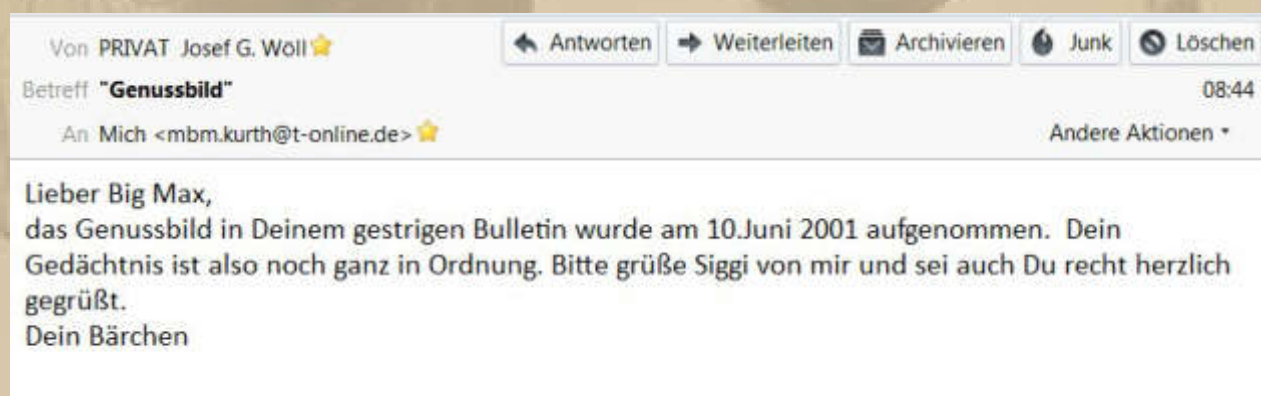 Von PRIVAT Josef G. Woll Antworten Weiterleiten Archivieren Junk Löschen
Betreff "Genussbild" 08:44
An Mich <mbm.kurth@t-online.de> Andere Aktionen
Lieber Big Max,
das Genussbild in Deinem gestrigen Bulletin wurde am 10.Juni 2001 aufgenommen. Dein
Gedächtnis ist also noch ganz in Ordnung. Bitte grüße Siggi von mir und sei auch Du recht herzlich
gegrüßt.
Dein Bärchen